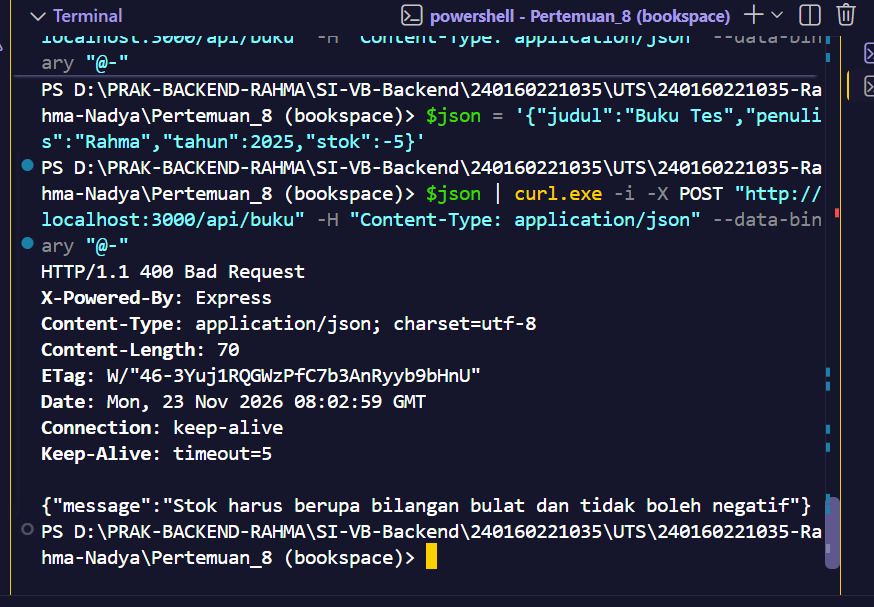 Terminal
powershell - Pertemuan_8 (bookspace)
localhost:3000/api/buku" -H "Content-Type: application/json" --data-bin
ary "@-"
PS D:\PRAK-BACKEND-RAHMA\SI-VB-Backend\240160221035\UTS\240160221035-Ra
hma-Nadya\Pertemuan_8 (bookspace)> $json = '{"judul":"Buku Tes","penuli
s":"Rahma","tahun":2025,"stok":-5}'
PS D:\PRAK-BACKEND-RAHMA\SI-VB-Backend\240160221035\UTS\240160221035-Ra
hma-Nadya\Pertemuan_8 (bookspace)> $json | curl.exe -i -X POST "http://
localhost:3000/api/buku" -H "Content-Type: application/json" --data-bin
ary "@-"
HTTP/1.1 400 Bad Request
X-Powered-By: Express
Content-Type: application/json; charset=utf-8
Content-Length: 70
ETag: W/"46-3Yuj1RQGWzPfC7b3AnRyyb9bHnU"
Date: Mon, 23 Nov 2026 08:02:59 GMT
Connection: keep-alive
Keep-Alive: timeout=5
{"message":"Stok harus berupa bilangan bulat dan tidak boleh negatif"}
PS D:\PRAK-BACKEND-RAHMA\SI-VB-Backend\240160221035\UTS\240160221035-Ra
hma-Nadya\Pertemuan_8 (bookspace)>